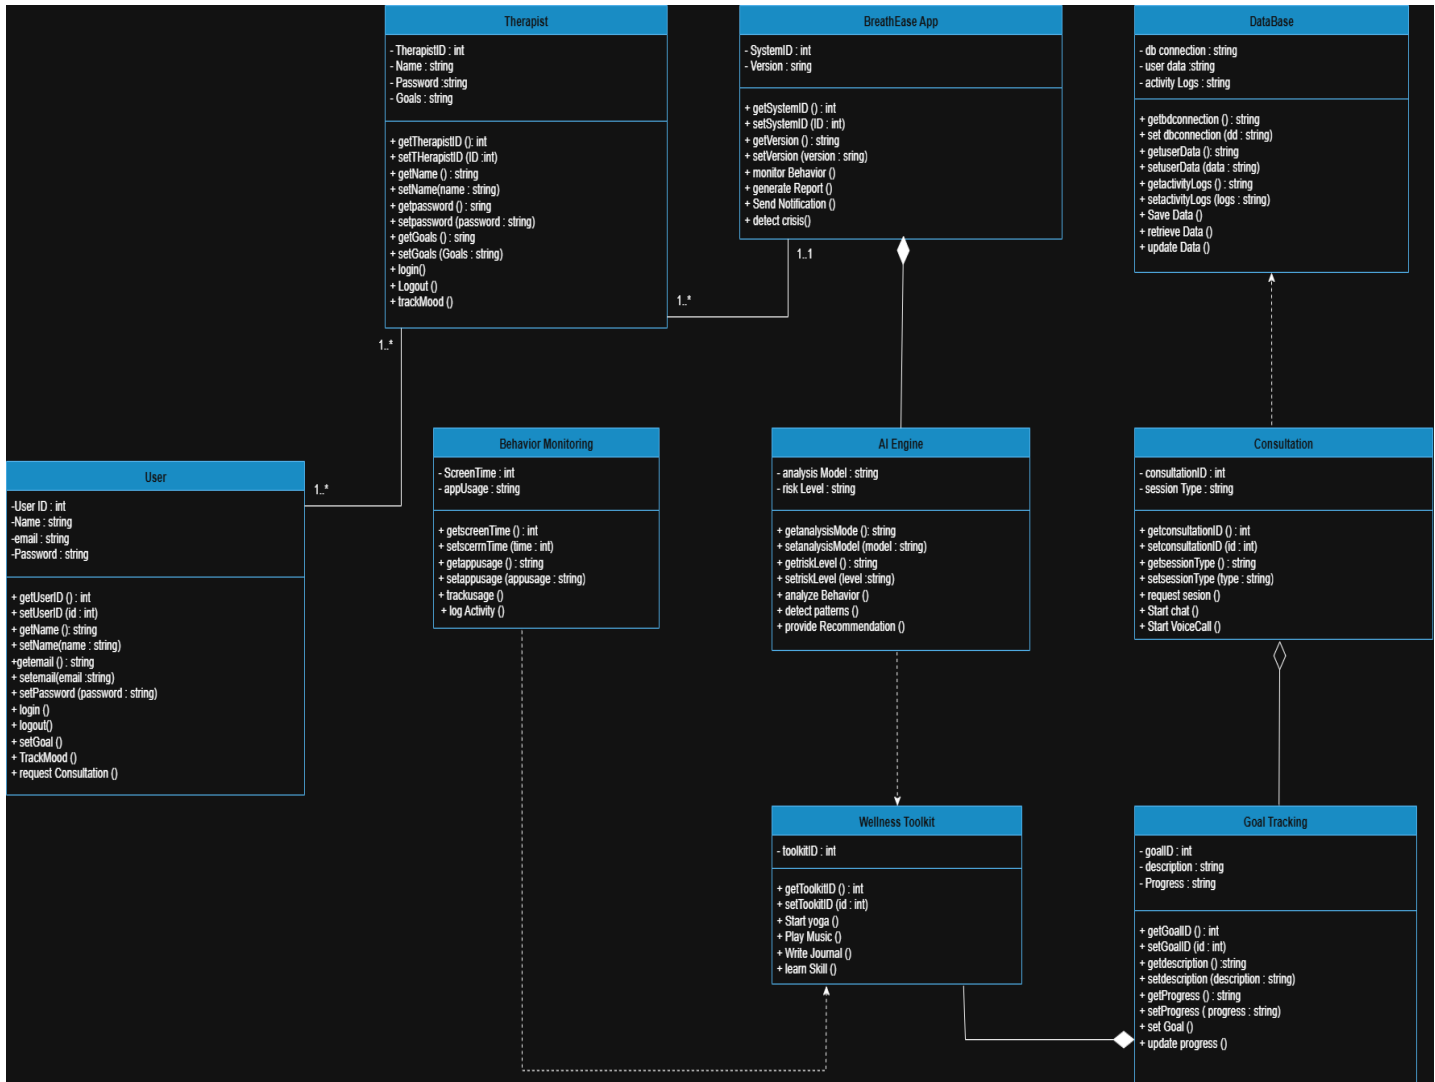 Therapist
- TherapistID : int
- Name : string
- Password :string
- Goals : string
+ getTherapistID (): int
+ setTHerapistID (ID :int)
+ getName () : string
+ setName(name : string)
+ getpassword () : sring
+ setpassword (password : string)
+ getGoals () : sring
+ setGoals (Goals : string)
+ login()
+ Logout ()
+ trackMood ()
BreathEase App
- SystemID : int
- Version : sring
+ getSystemID () : int
+ setSystemID (ID : int)
+ getVersion () : string
+ setVersion (version : sring)
+ monitor Behavior ()
+ generate Report ()
+ Send Notification ()
+ detect crisis()
DataBase
- db connection : string
- user data :string
- activity Logs : string
+ getbdconnection () : string
+ set dbconnection (dd : string)
+ getuserData (): string
+ setuserData (data : string)
+ getactivityLogs () : string
+ setactivityLogs (logs : string)
+ Save Data ()
+ retrieve Data ()
+ update Data ()
1..1
1..*
1..*
1..*
User
-User ID : int
-Name : string
-email : string
-Password : string
+ getUserID () : int
+ setUserID (id : int)
+ getName (): string
+ setName(name : string)
+getemail () : string
+ setemail(email :string)
+ setPassword (password : string)
+ login ()
+ logout()
+ setGoal ()
+ TrackMood ()
+ request Consultation ()
Behavior Monitoring
- ScreenTime : int
- appUsage : string
+ getscreenTime () : int
+ setscerrnTime (time : int)
+ getappusage () : string
+ setappusage (appusage : string)
+ trackusage ()
+ log Activity ()
AI Engine
- analysis Model : string
- risk Level : string
+ getanalysisMode (): string
+ setanalysisModel (model : string)
+ getriskLevel () : string
+ setriskLevel (level :string)
+ analyze Behavior ()
+ detect patterns ()
+ provide Recommendation ()
Consultation
- consultationID : int
- session Type : string
+ getconsultationID () : int
+ setconsultationID (id : int)
+ getsessionType () : string
+ setsessionType (type : string)
+ request sesion ()
+ Start chat ()
+ Start VoiceCall ()
Wellness Toolkit
- toolkitID : int
+ getToolkitID () : int
+ setTookitID (id : int)
+ Start yoga ()
+ Play Music ()
+ Write Journal ()
+ learn Skill ()
Goal Tracking
- goalID : int
- description : string
- Progress : string
+ getGoalID () : int
+ setGoalID (id : int)
+ getdescription () :string
+ setdescription (description : string)
+ getProgress () : string
+ setProgress ( progress : string)
+ set Goal ()
+ update progress ()